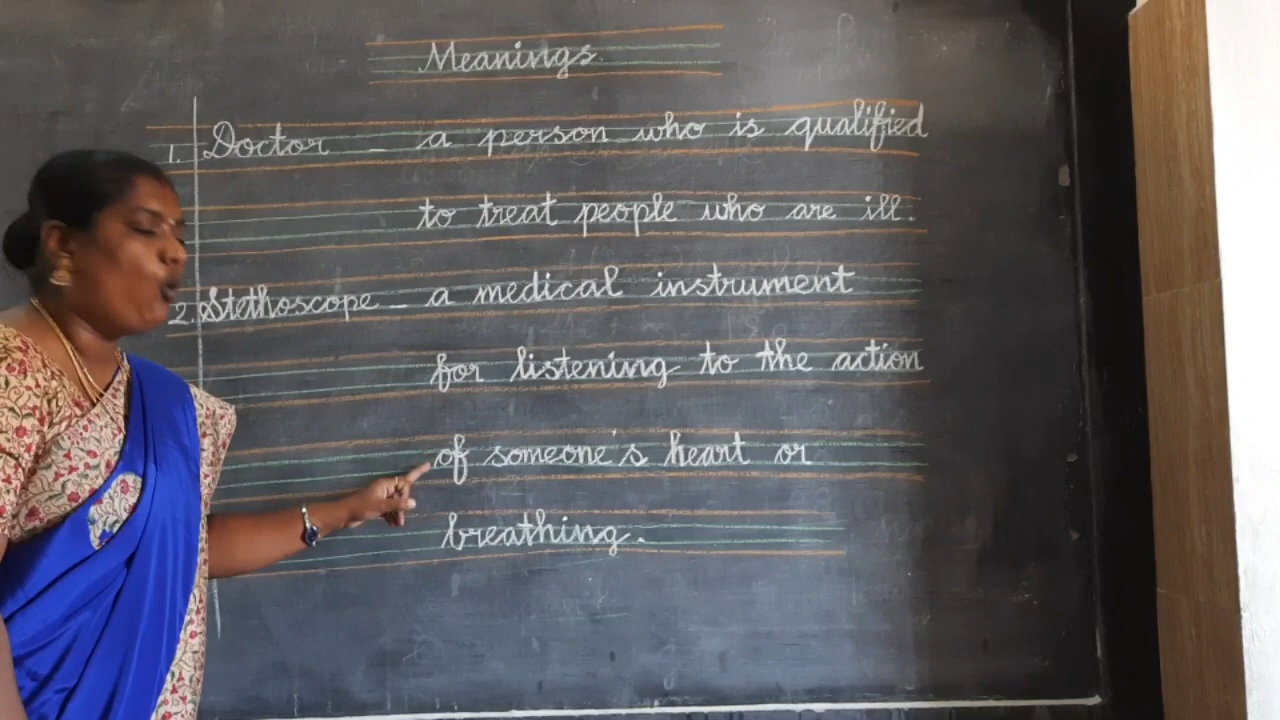 Meanings.
1. Doctor - a person who is qualified
to treat people who are ill.
2. Stethoscope - a medical instrument
for listening to the action
of someone's heart or
breathing.